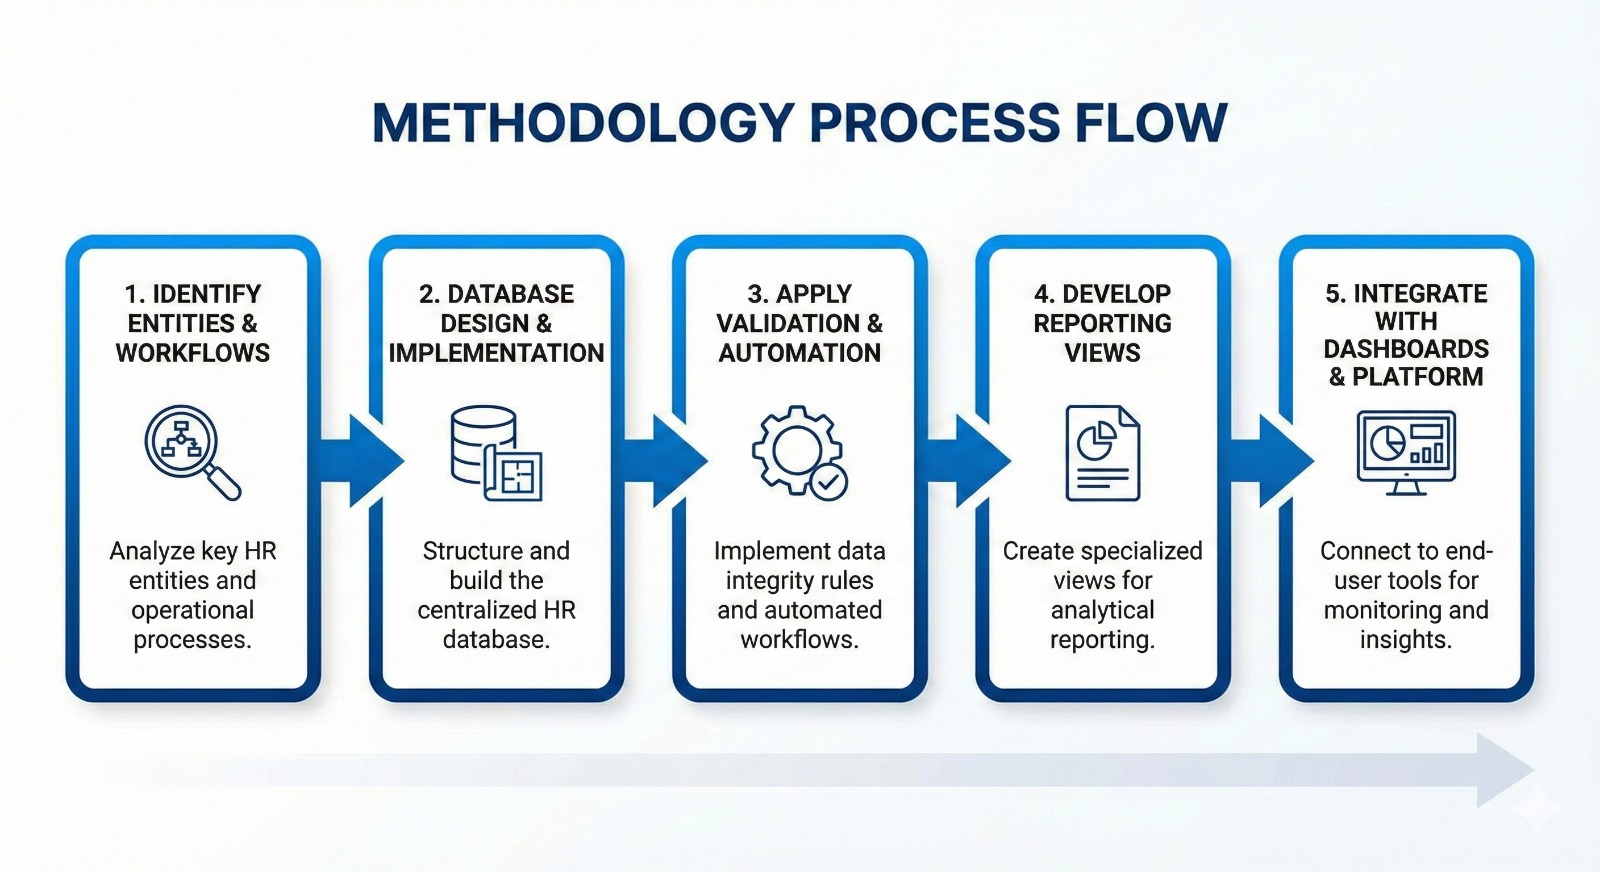 METHODOLOGY PROCESS FLOW
1. IDENTIFY
ENTITIES &
WORKFLOWS
Analyze key HR
entities and
operational
processes.
2. DATABASE
DESIGN &
IMPLEMENTATION
Structure and
build the
centralized HR
database.
3. APPLY
VALIDATION &
AUTOMATION
Implement data
integrity rules
and automated
workflows.
4. DEVELOP
REPORTING
VIEWS
Create specialized
views for
analytical
reporting.
5. INTEGRATE
WITH
DASHBOARDS
& PLATFORM
Connect to end-
user tools for
monitoring and
insights.